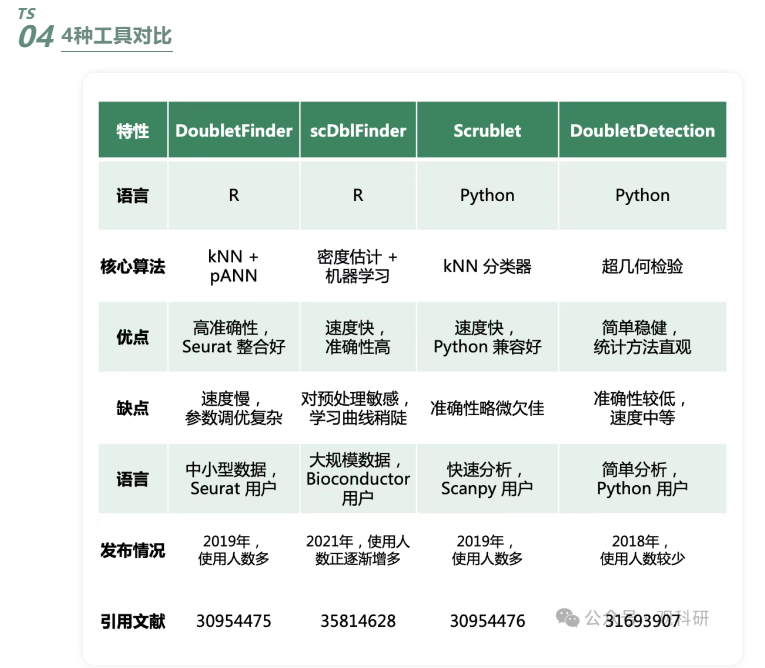 TS
04 4种工具对比
特性 DoubletFinder scDblFinder Scrublet DoubletDetection
语言 R R Python Python
核心算法 kNN + pANN 密度估计 + 机器学习 kNN 分类器 超几何检验
优点 高准确性， Seurat 整合好 速度快， 准确性高 速度快， Python 兼容好 简单稳健， 统计方法直观
缺点 速度慢， 参数调优复杂 对预处理敏感， 学习曲线稍陡 准确性略微欠佳 准确性较低， 速度中等
语言 中小型数据， Seurat 用户 大规模数据， Bioconductor 用户 快速分析， Scanpy 用户 简单分析， Python 用户
发布情况 2019年， 使用人数多 2021年，使用人数正逐渐增多 2019年， 使用人数多 2018年， 使用人数较少
引用文献 30954475 35814628 30954476 31693907
公众号 科研